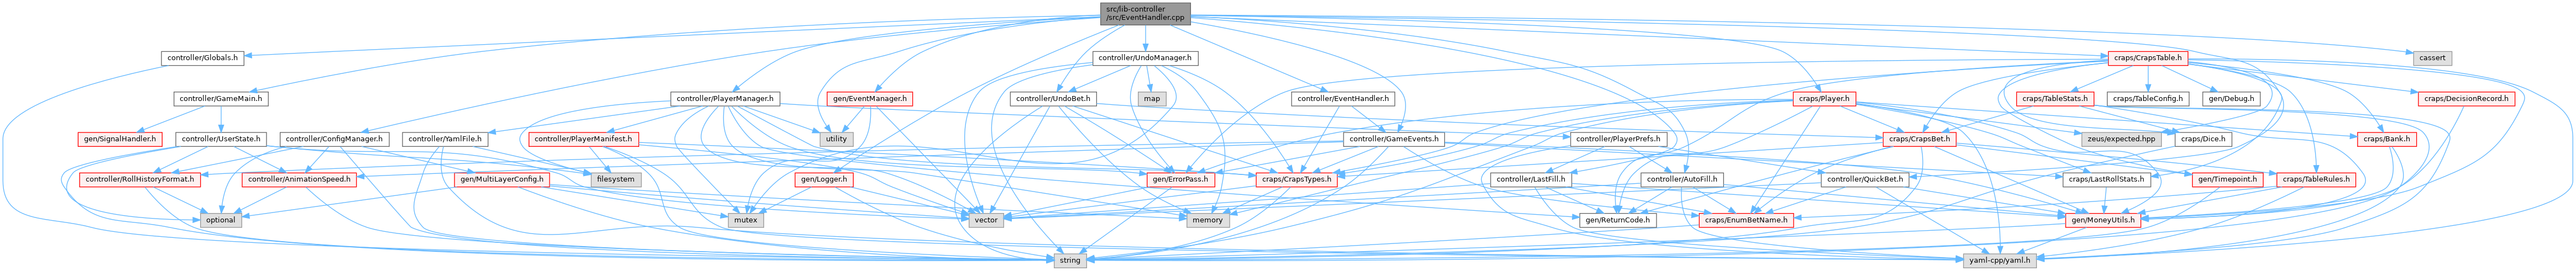 src/lib-controller
/src/EventHandler.cpp
controller/Globals.h
controller/UndoManager.h
craps/CrapsTable.h
cassert
controller/GameMain.h
controller/PlayerManager.h
gen/EventManager.h
map
controller/UndoBet.h
controller/EventHandler.h
craps/Player.h
craps/TableStats.h
craps/TableConfig.h
gen/Debug.h
craps/DecisionRecord.h
gen/SignalHandler.h
controller/UserState.h
controller/ConfigManager.h
controller/YamlFile.h
controller/PlayerManifest.h
utility
controller/PlayerPrefs.h
controller/GameEvents.h
craps/CrapsBet.h
zeus/expected.hpp
craps/Dice.h
craps/Bank.h
controller/RollHistoryFormat.h
controller/AnimationSpeed.h
gen/MultiLayerConfig.h
filesystem
gen/Logger.h
gen/ErrorPass.h
craps/CrapsTypes.h
controller/LastFill.h
controller/AutoFill.h
controller/QuickBet.h
craps/LastRollStats.h
gen/Timepoint.h
craps/TableRules.h
optional
mutex
vector
memory
gen/ReturnCode.h
craps/EnumBetName.h
gen/MoneyUtils.h
string
yaml-cpp/yaml.h